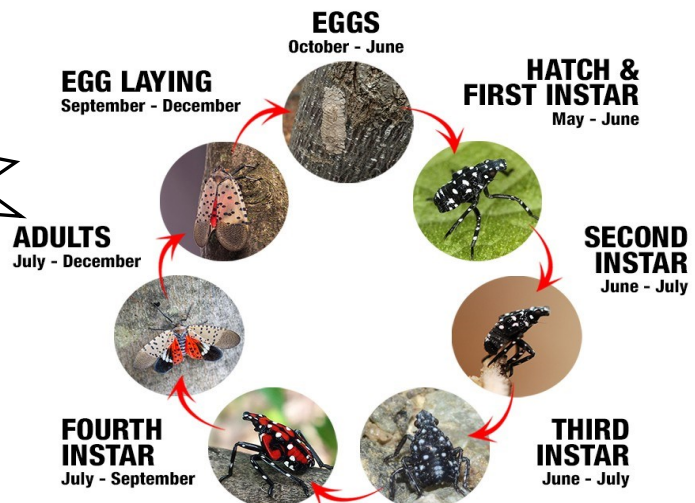 EGGS
October - June
HATCH &
FIRST INSTAR
May - June
SECOND
INSTAR
June - July
THIRD
INSTAR
June - July
FOURTH
INSTAR
July - September
ADULTS
July - December
EGG LAYING
September - December